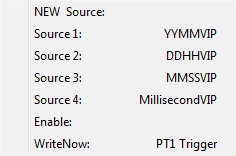 NEW Source:
Source 1: YYMMVIP
Source 2: DDHHVIP
Source 3: MMSSVIP
Source 4: MillisecondVIP
Enable:
WriteNow: PT1 Trigger